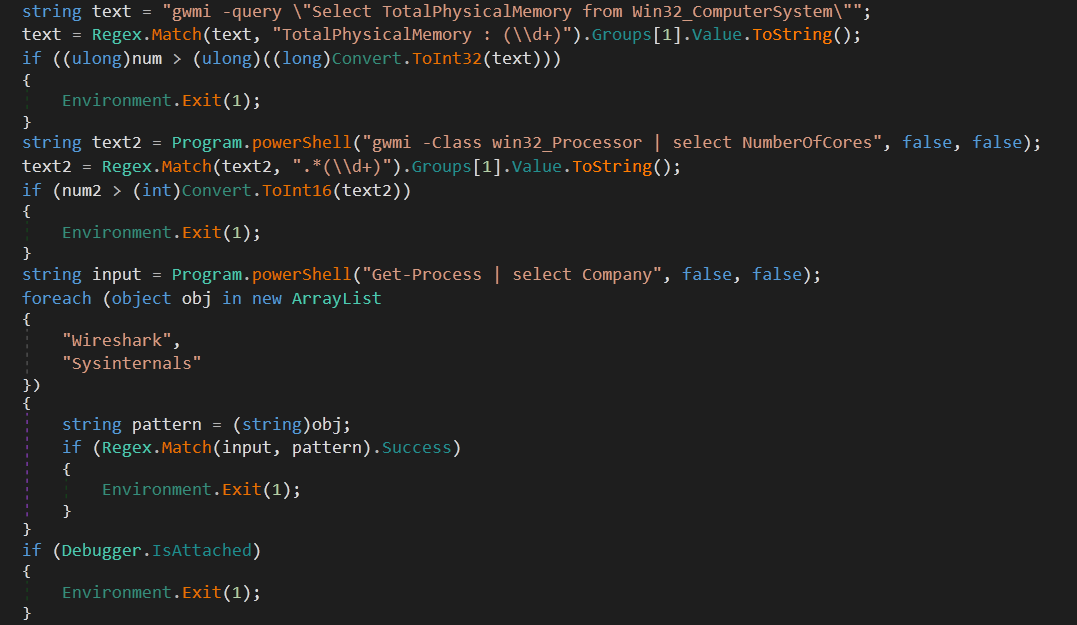 string text = "gwmi -query \"Select TotalPhysicalMemory from Win32_ComputerSystem\"";
text = Regex.Match(text, "TotalPhysicalMemory : (\\d+)").Groups[1].Value.ToString();
if ((ulong)num > (ulong)((long)Convert.ToInt32(text)))
{
    Environment.Exit(1);
}
string text2 = Program.powerShell("gwmi -Class win32_Processor | select NumberOfCores", false, false);
text2 = Regex.Match(text2, ".*(\\d+)").Groups[1].Value.ToString();
if (num2 > (int)Convert.ToInt16(text2))
{
    Environment.Exit(1);
}
string input = Program.powerShell("Get-Process | select Company", false, false);
foreach (object obj in new ArrayList
{
    "Wireshark",
    "Sysinternals"
})
{
    string pattern = (string)obj;
    if (Regex.Match(input, pattern).Success)
    {
        Environment.Exit(1);
    }
}
if (Debugger.IsAttached)
{
    Environment.Exit(1);
}